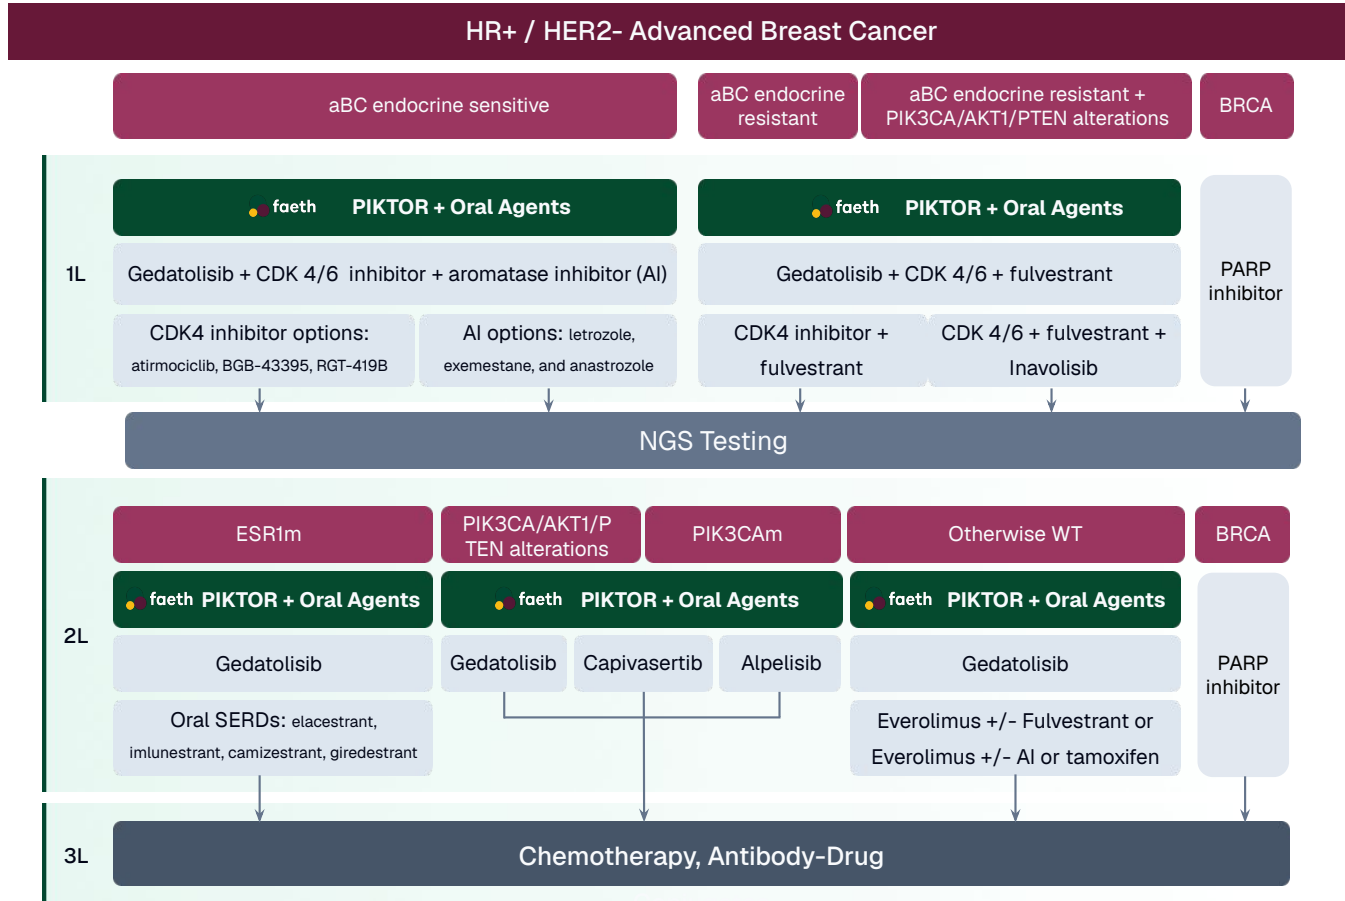 HR+ / HER2- Advanced Breast Cancer
aBC endocrine sensitive
aBC endocrine
resistant
aBC endocrine resistant +
PIK3CA/AKT1/PTEN alterations
BRCA
1L
faeth PIKTOR + Oral Agents
faeth PIKTOR + Oral Agents
Gedatolisib + CDK 4/6 inhibitor + aromatase inhibitor (AI)
Gedatolisib + CDK 4/6 + fulvestrant
PARP
inhibitor
CDK4 inhibitor options:
atirmociclib, BGB-43395, RGT-419B
AI options: letrozole,
exemestane, and anastrozole
CDK4 inhibitor +
fulvestrant
CDK 4/6 + fulvestrant +
Inavolisib
NGS Testing
2L
ESR1m
PIK3CA/AKT1/P
TEN alterations
PIK3CAm
Otherwise WT
BRCA
faeth PIKTOR + Oral Agents
faeth PIKTOR + Oral Agents
faeth PIKTOR + Oral Agents
Gedatolisib
Gedatolisib
Capivasertib
Alpelisib
Gedatolisib
PARP
inhibitor
Oral SERDs: elacestrant,
imlunestrant, camizestrant, giredestrant
Everolimus +/- Fulvestrant or
Everolimus +/- AI or tamoxifen
3L
Chemotherapy, Antibody-Drug